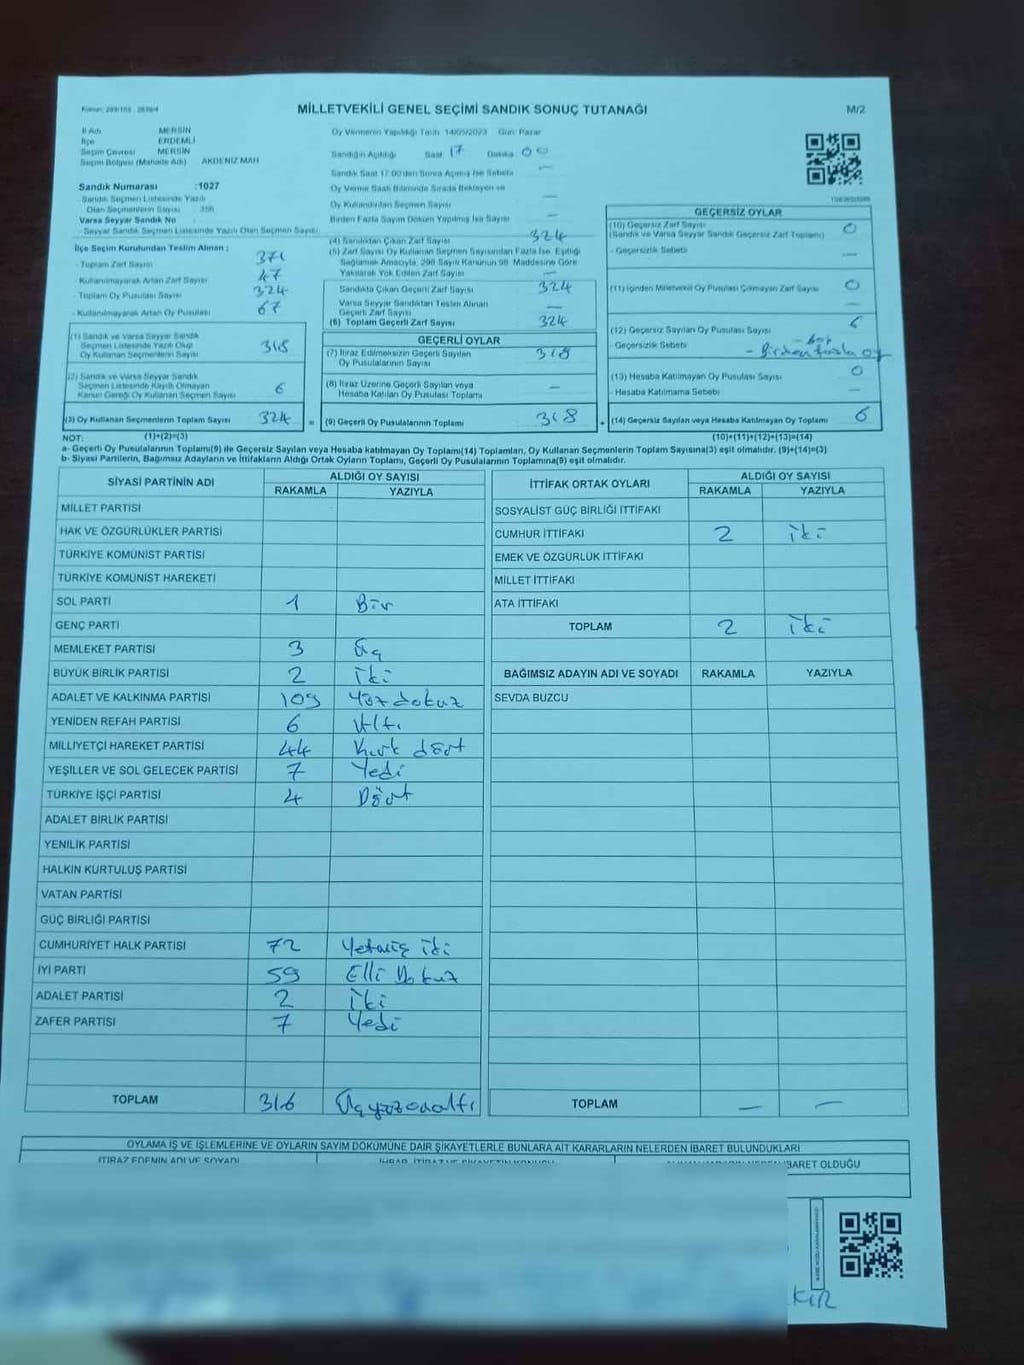 MİLLETVEKİLİ GENEL SEÇİMİ SANDIK SONUÇ TUTANAĞI
M/2
İl Adı MERSİN
İlçe ERDEMLİ
Seçim Çevresi MERSİN
Seçim Bölgesi (Mahalle Adı) AKDENİZ MAH
Sandık Numarası :1027
Sandık Seçmen Listesinde Yazılı
Olan Seçmenlerin Sayısı 356
Varsa Seyyar Sandık No
- Seyyar Sandık Seçmen Listesinde Yazılı Olan Seçmen Sayısı
Oy Vermenin Yapıldığı Tarih 14/05/2023 Gün: Pazar
Sandığın Açıldığı Saat 17 Dakika 00
Sandık Saat 17.00'den Sonra Açılmış İse Sebebi —
Oy Verme Saati Bitiminde Sırada Bekleyen ve
Oy Kullandırılan Seçmen Sayısı —
Birden Fazla Sayım Döküm Yapılmış İse Sayısı —
İlçe Seçim Kurulundan Teslim Alınan :
- Toplam Zarf Sayısı 371
- Kullanılmayarak Artan Zarf Sayısı 47
- Toplam Oy Pusulası Sayısı 324
- Kullanılmayarak Artan Oy Pusulası 67
(4) Sandıktan Çıkan Zarf Sayısı 324
(5) Zarf Sayısı Oy Kullanan Seçmen Sayısından Fazla İse, Eşitliği
Sağlamak Amacıyla, 298 Sayılı Kanunun 98. Maddesine Göre
Yakılarak Yok Edilen Zarf Sayısı —
Sandıkta Çıkan Geçerli Zarf Sayısı 324
Varsa Seyyar Sandıktan Teslim Alınan
Geçerli Zarf Sayısı —
(6) Toplam Geçerli Zarf Sayısı 324
GEÇERSİZ OYLAR
(10) Geçersiz Zarf Sayısı 0
(Sandık ve Varsa Seyyar Sandık Geçersiz Zarf Toplamı)
- Geçersizlik Sebebi —
(11) İçinden Milletvekili Oy Pusulası Çıkmayan Zarf Sayısı 0
—
(12) Geçersiz Sayılan Oy Pusulası Sayısı 6
- Geçersizlik Sebebi - Boş
- Birden fazla oy
(13) Hesaba Katılmayan Oy Pusulası Sayısı 0
- Hesaba Katılmama Sebebi —
(14) Geçersiz Sayılan veya Hesaba Katılmayan Oy Toplamı 6
(1) Sandık ve Varsa Seyyar Sandık
Seçmen Listesinde Yazılı Olup
Oy Kullanan Seçmenlerin Sayısı 318
(2) Sandık ve Varsa Seyyar Sandık
Seçmen Listesinde Kayıtlı Olmayan
Kanun Gereği Oy Kullanan Seçmen Sayısı 6
(3) Oy Kullanan Seçmenlerin Toplam Sayısı 324 =
GEÇERLİ OYLAR
(7) İtiraz Edilmeksizin Geçerli Sayılan
Oy Pusulalarının Sayısı 318
(8) İtiraz Üzerine Geçerli Sayılan veya
Hesaba Katılan Oy Pusulası Toplamı —
(9) Geçerli Oy Pusulalarının Toplamı 318 +
NOT: (1)+(2)=(3) (10)+(11)+(12)+(13)=(14)
a- Geçerli Oy Pusulalarının Toplamı(9) ile Geçersiz Sayılan veya Hesaba katılmayan Oy Toplamı(14) Toplamları, Oy Kullanan Seçmenlerin Toplam Sayısına(3) eşit olmalıdır. (9)+(14)=(3)
b- Siyasi Partilerin, Bağımsız Adayların ve İttifakların Aldığı Ortak Oyların Toplamı, Geçerli Oy Pusulalarının Toplamına(9) eşit olmalıdır.
SİYASİ PARTİNİN ADI ALDIĞI OY SAYISI
RAKAMLA YAZIYLA
MİLLET PARTİSİ
HAK VE ÖZGÜRLÜKLER PARTİSİ
TÜRKİYE KOMÜNİST PARTİSİ
TÜRKİYE KOMÜNİST HAREKETİ
SOL PARTİ 1 Bir
GENÇ PARTİ
MEMLEKET PARTİSİ 3 Üç
BÜYÜK BİRLİK PARTİSİ 2 iki
ADALET VE KALKINMA PARTİSİ 109 Yüz dokuz
YENİDEN REFAH PARTİSİ 6 Altı
MİLLİYETÇİ HAREKET PARTİSİ 44 Kırk dört
YEŞİLLER VE SOL GELECEK PARTİSİ 7 Yedi
TÜRKİYE İŞÇİ PARTİSİ 4 Dört
ADALET BİRLİK PARTİSİ
YENİLİK PARTİSİ
HALKIN KURTULUŞ PARTİSİ
VATAN PARTİSİ
GÜÇ BİRLİĞİ PARTİSİ
CUMHURİYET HALK PARTİSİ 72 Yetmiş iki
İYİ PARTİ 59 Elli Dokuz
ADALET PARTİSİ 2 İki
ZAFER PARTİSİ 7 Yedi
TOPLAM 316 Üçyüzonaltı
İTTİFAK ORTAK OYLARI ALDIĞI OY SAYISI
RAKAMLA YAZIYLA
SOSYALİST GÜÇ BİRLİĞİ İTTİFAKI
CUMHUR İTTİFAKI 2 iki
EMEK VE ÖZGÜRLÜK İTTİFAKI
MİLLET İTTİFAKI
ATA İTTİFAKI
TOPLAM 2 iki
BAĞIMSIZ ADAYIN ADI VE SOYADI RAKAMLA YAZIYLA
SEVDA BUZCU
TOPLAM — —
OYLAMA İŞ VE İŞLEMLERİNE VE OYLARIN SAYIM DÖKÜMÜNE DAİR ŞİKAYETLERLE BUNLARA AİT KARARLARIN NELERDEN İBARET BULUNDUKLARI
İTİRAZ EDENİN ADI VE SOYADI
İBARET OLDUĞU
KIR